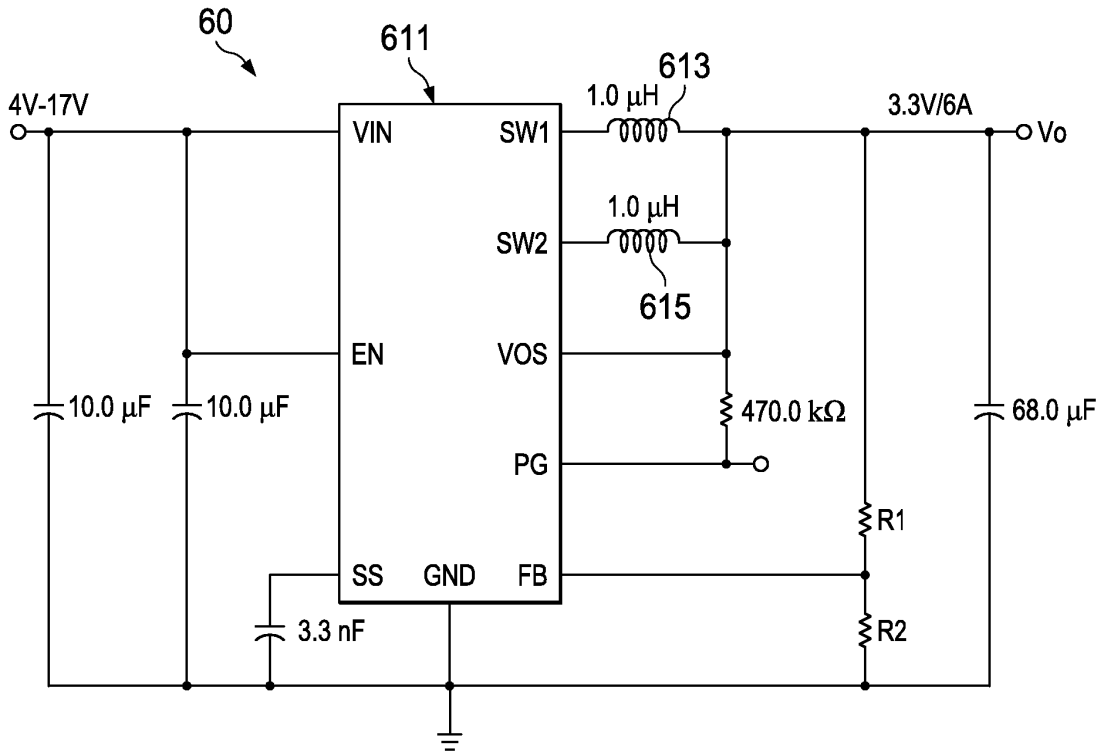 60
611
613
4V-17V
1.0 μH
3.3V/6A
VIN
SW1
Vo
1.0 μH
SW2
615
EN
VOS
10.0 μF
10.0 μF
470.0 kΩ
68.0 μF
PG
R1
SS
GND
FB
3.3 nF
R2